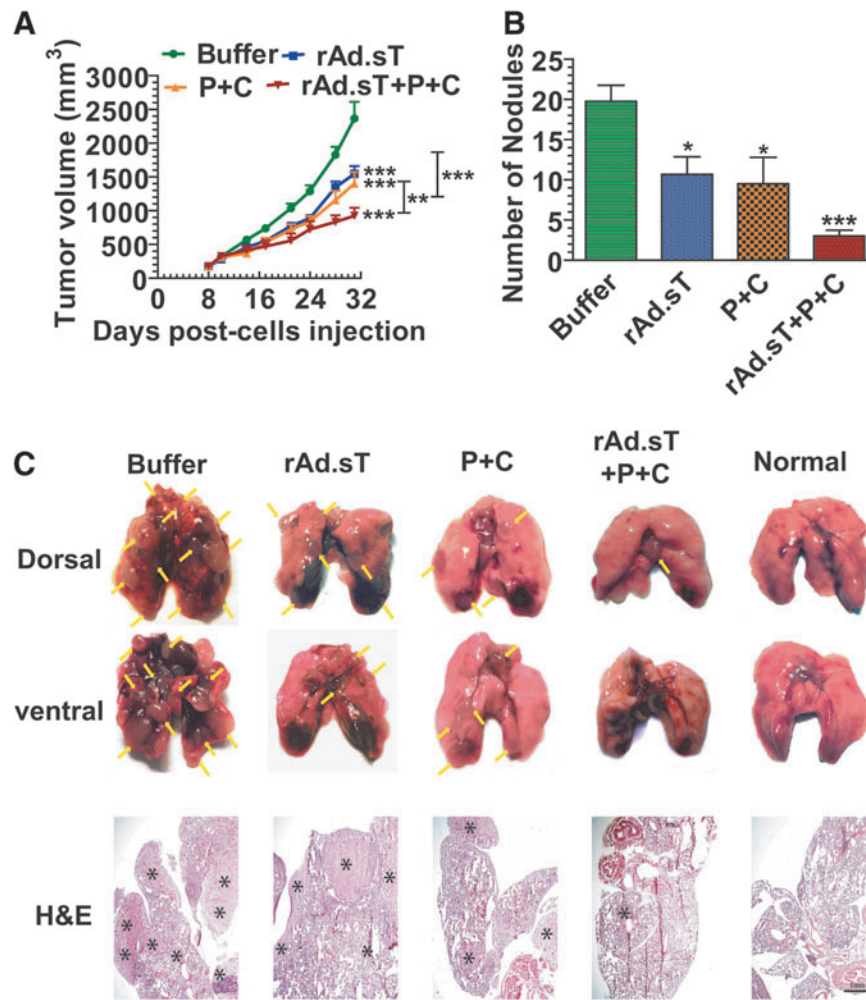 A
Buffer
rAd.sT
P+C
rAd.sT+P+C
Tumor volume (mm³)
3000
2500
2000
1500
1000
500
0
***
***
***
**
***
0 8 16 24 32
Days post-cells injection
B
Number of Nodules
25
20
15
10
5
0
*
*
***
Buffer
rAd.sT
P+C
rAd.sT+P+C
C
Buffer
rAd.sT
P+C
rAd.sT
+P+C
Normal
Dorsal
ventral
H&E
* * * * * * *
* * * *
* * *
*